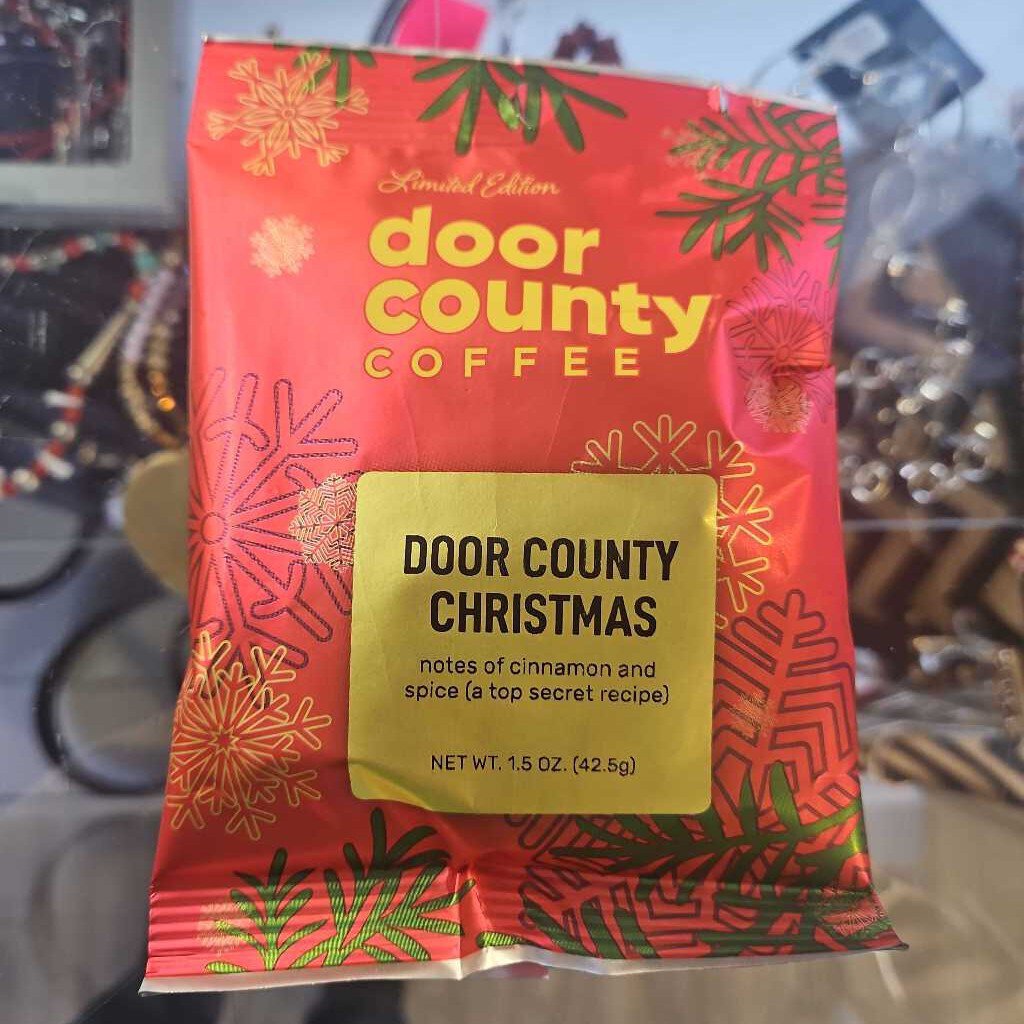 Limited Edition
door
county
COFFEE
DOOR COUNTY
CHRISTMAS
notes of cinnamon and
spice (a top secret recipe)
NET WT. 1.5 OZ. (42.5g)